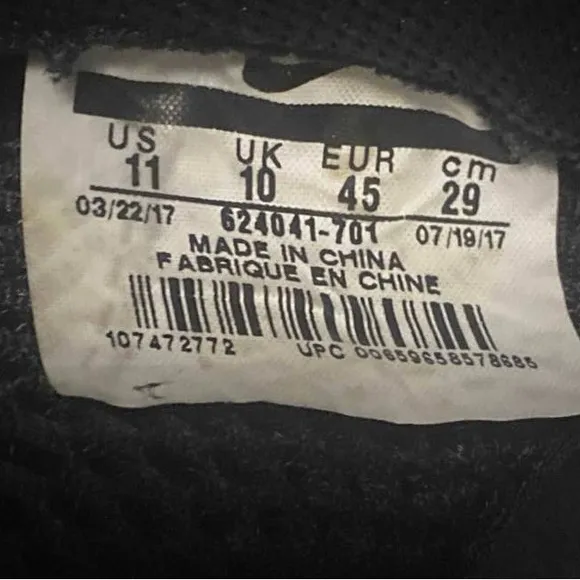 US UK EUR cm
11 10 45 29
03/22/17 624041-701 07/19/17
MADE IN CHINA
FABRIQUE EN CHINE
107472772 UPC 00659658578685